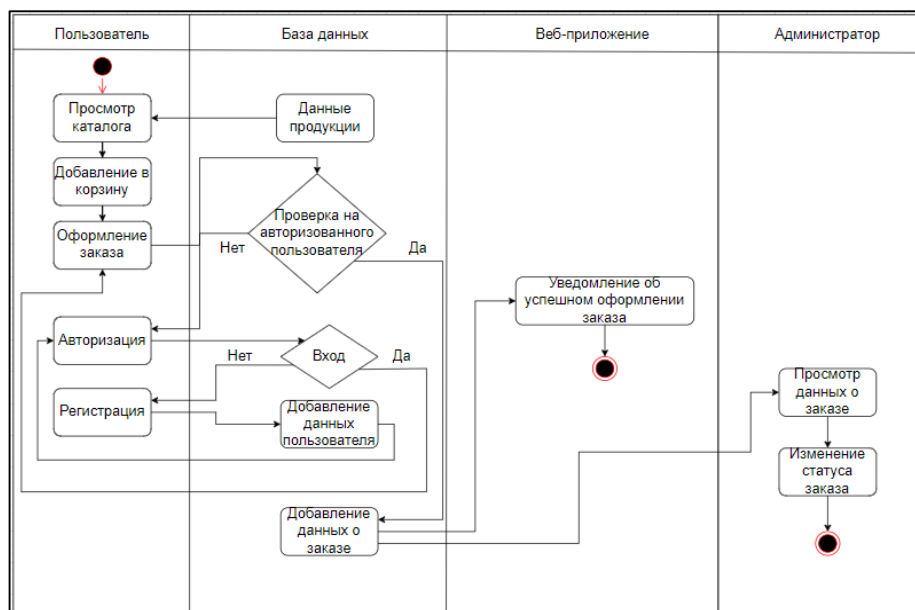 Пользователь
База данных
Веб-приложение
Администратор
Просмотр
каталога
Данные
продукции
Добавление в
корзину
Оформление
заказа
Проверка на
авторизованного
пользователя
Нет
Да
Уведомление об
успешном оформлении
заказа
Авторизация
Вход
Нет
Да
Регистрация
Добавление
данных
пользователя
Просмотр
данных о
заказе
Изменение
статуса
заказа
Добавление
данных о
заказе